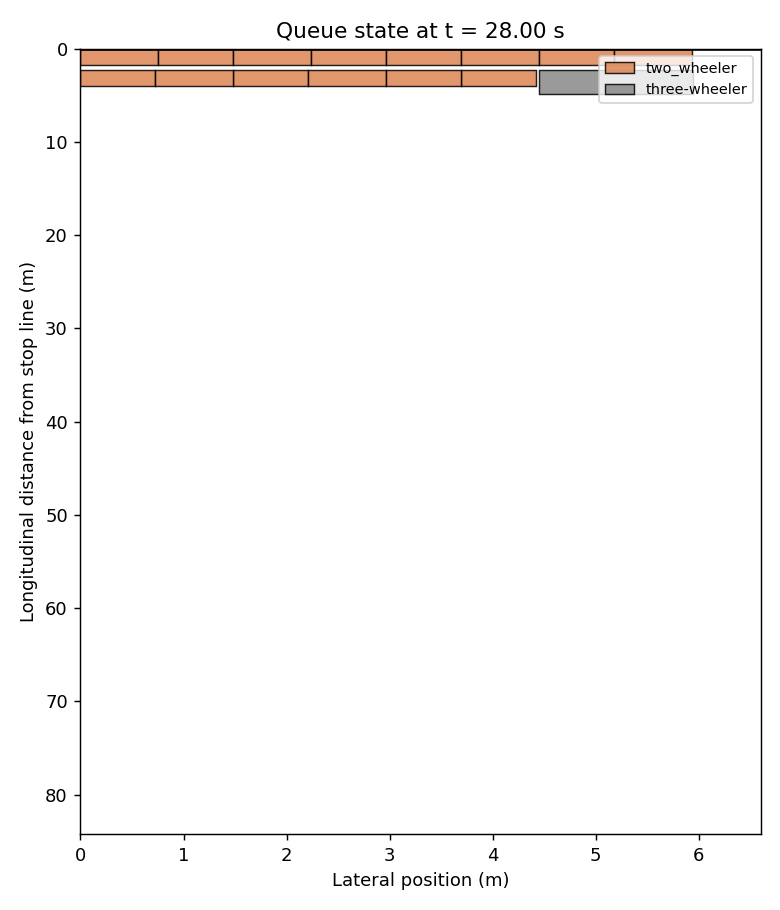 Queue state at t = 28.00 s
two_wheeler
three-wheeler
0
10
20
30
40
50
60
70
80
Longitudinal distance from stop line (m)
0 1 2 3 4 5 6
Lateral position (m)